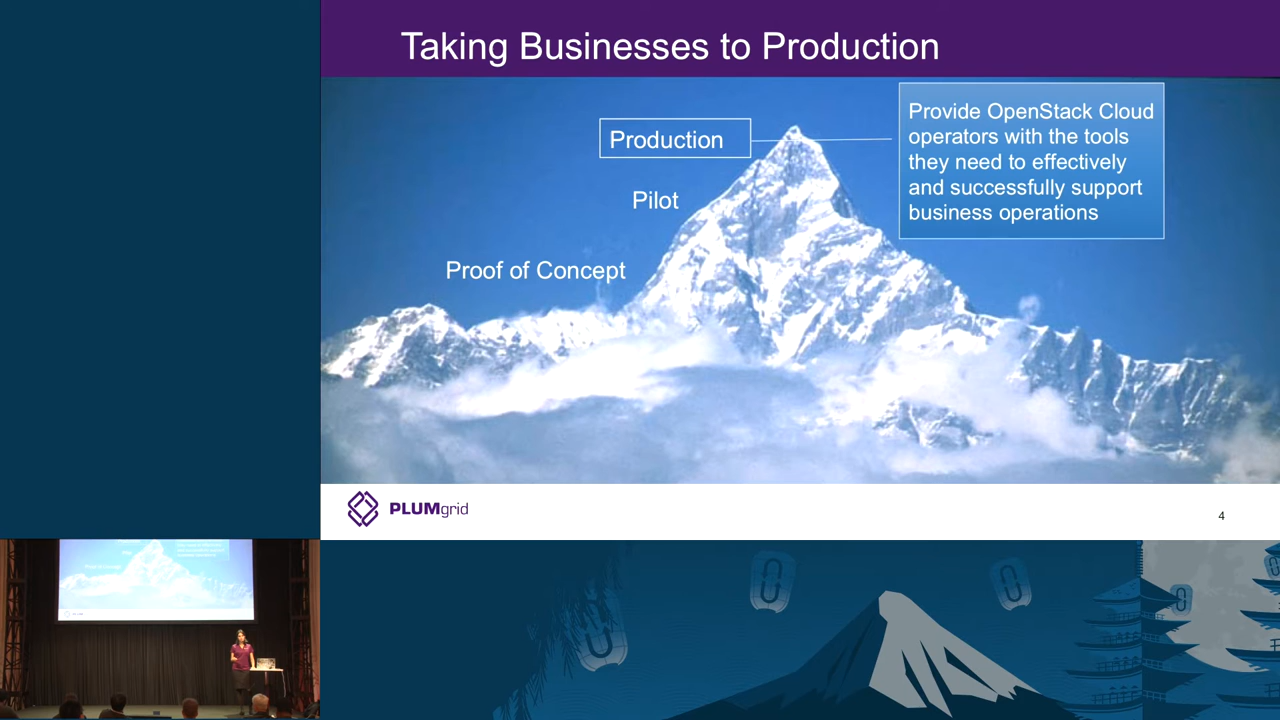 Taking Businesses to Production
Production
Provide OpenStack Cloud
operators with the tools
they need to effectively
and successfully support
business operations
Pilot
Proof of Concept
PLUMgrid
4